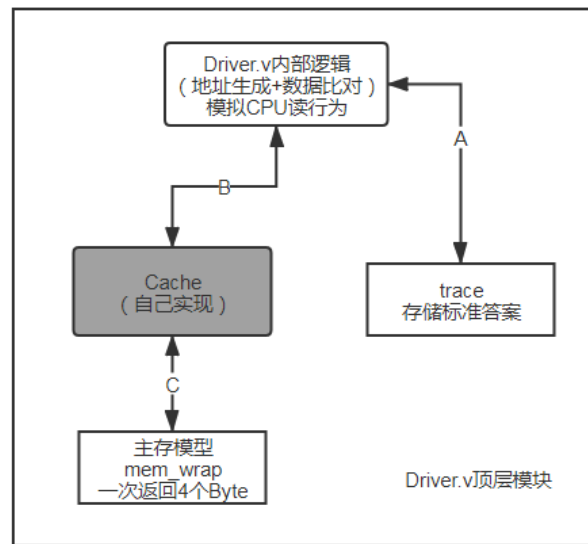 Driver.v内部逻辑
（地址生成+数据比对）
模拟CPU读行为
A
B
Cache
（自己实现）
trace
存储标准答案
C
主存模型
mem_wrap
一次返回4个Byte
Driver.v顶层模块